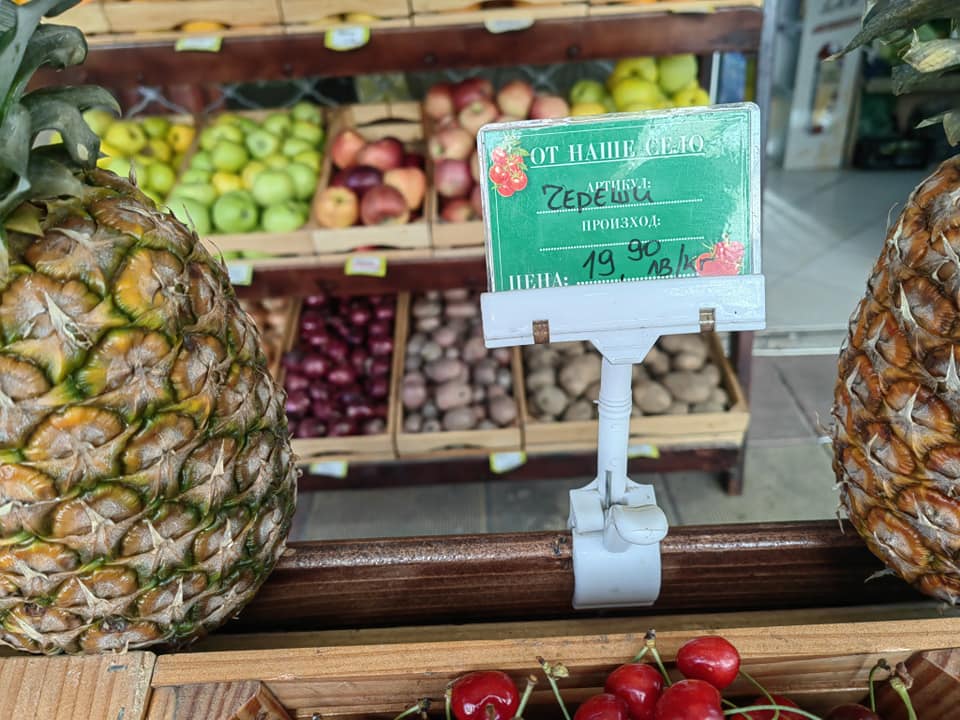 ОТ НАШЕ СЕЛО
АРТИКУЛ:
ЧЕРЕШИ
ПРОИЗХОД:
ЦЕНА: 19,90 ЛВ/КГ